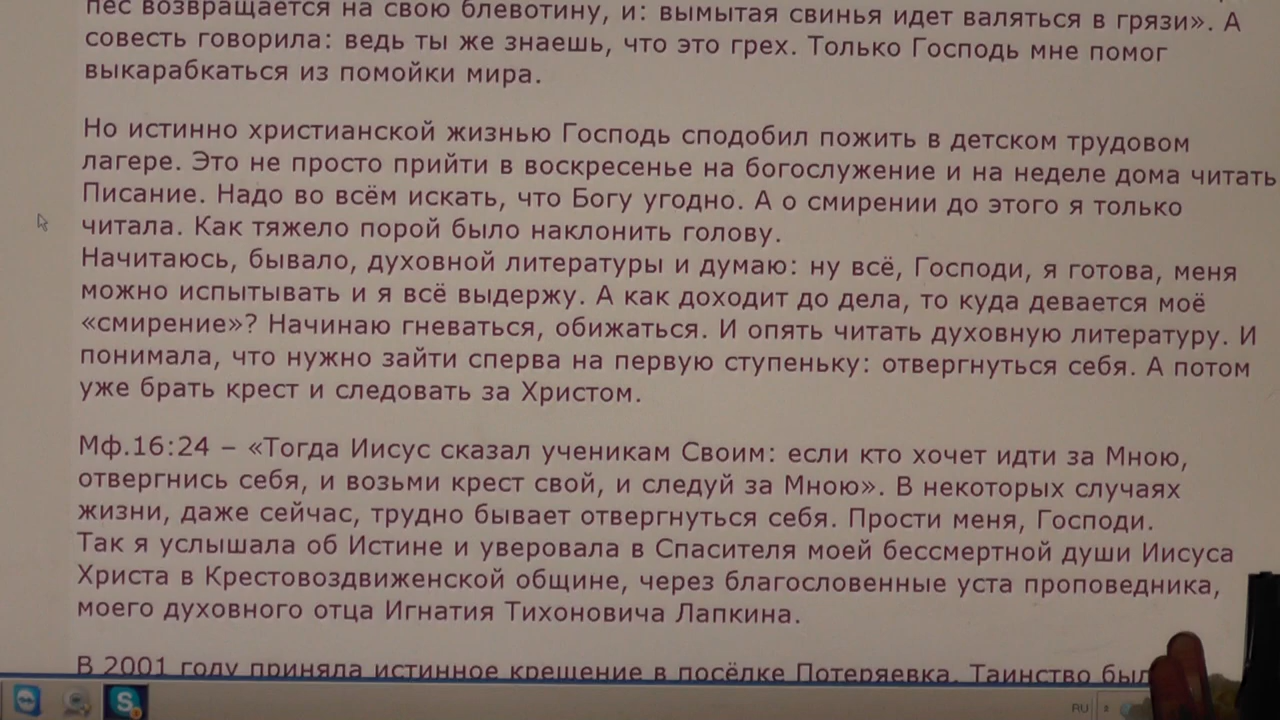 пес возвращается на свою блевотину, и: вымытая свинья идет валяться в грязи». А
совесть говорила: ведь ты же знаешь, что это грех. Только Господь мне помог
выкарабкаться из помойки мира.
Но истинно христианской жизнью Господь сподобил пожить в детском трудовом
лагере. Это не просто прийти в воскресенье на богослужение и на неделе дома читать
Писание. Надо во всём искать, что Богу угодно. А о смирении до этого я только
читала. Как тяжело порой было наклонить голову.
Начитаюсь, бывало, духовной литературы и думаю: ну всё, Господи, я готова, меня
можно испытывать и я всё выдержу. А как доходит до дела, то куда девается моё
«смирение»? Начинаю гневаться, обижаться. И опять читать духовную литературу. И
понимала, что нужно зайти сперва на первую ступеньку: отвергнуться себя. А потом
уже брать крест и следовать за Христом.
Мф.16:24 – «Тогда Иисус сказал ученикам Своим: если кто хочет идти за Мною,
отвергнись себя, и возьми крест свой, и следуй за Мною». В некоторых случаях
жизни, даже сейчас, трудно бывает отвергнуться себя. Прости меня, Господи.
Так я услышала об Истине и уверовала в Спасителя моей бессмертной души Иисуса
Христа в Крестовоздвиженской общине, через благословенные уста проповедника,
моего духовного отца Игнатия Тихоновича Лапкина.
В 2001 году приняла истинное крещение в посёлке Потеряевка. Таинство
S
RU